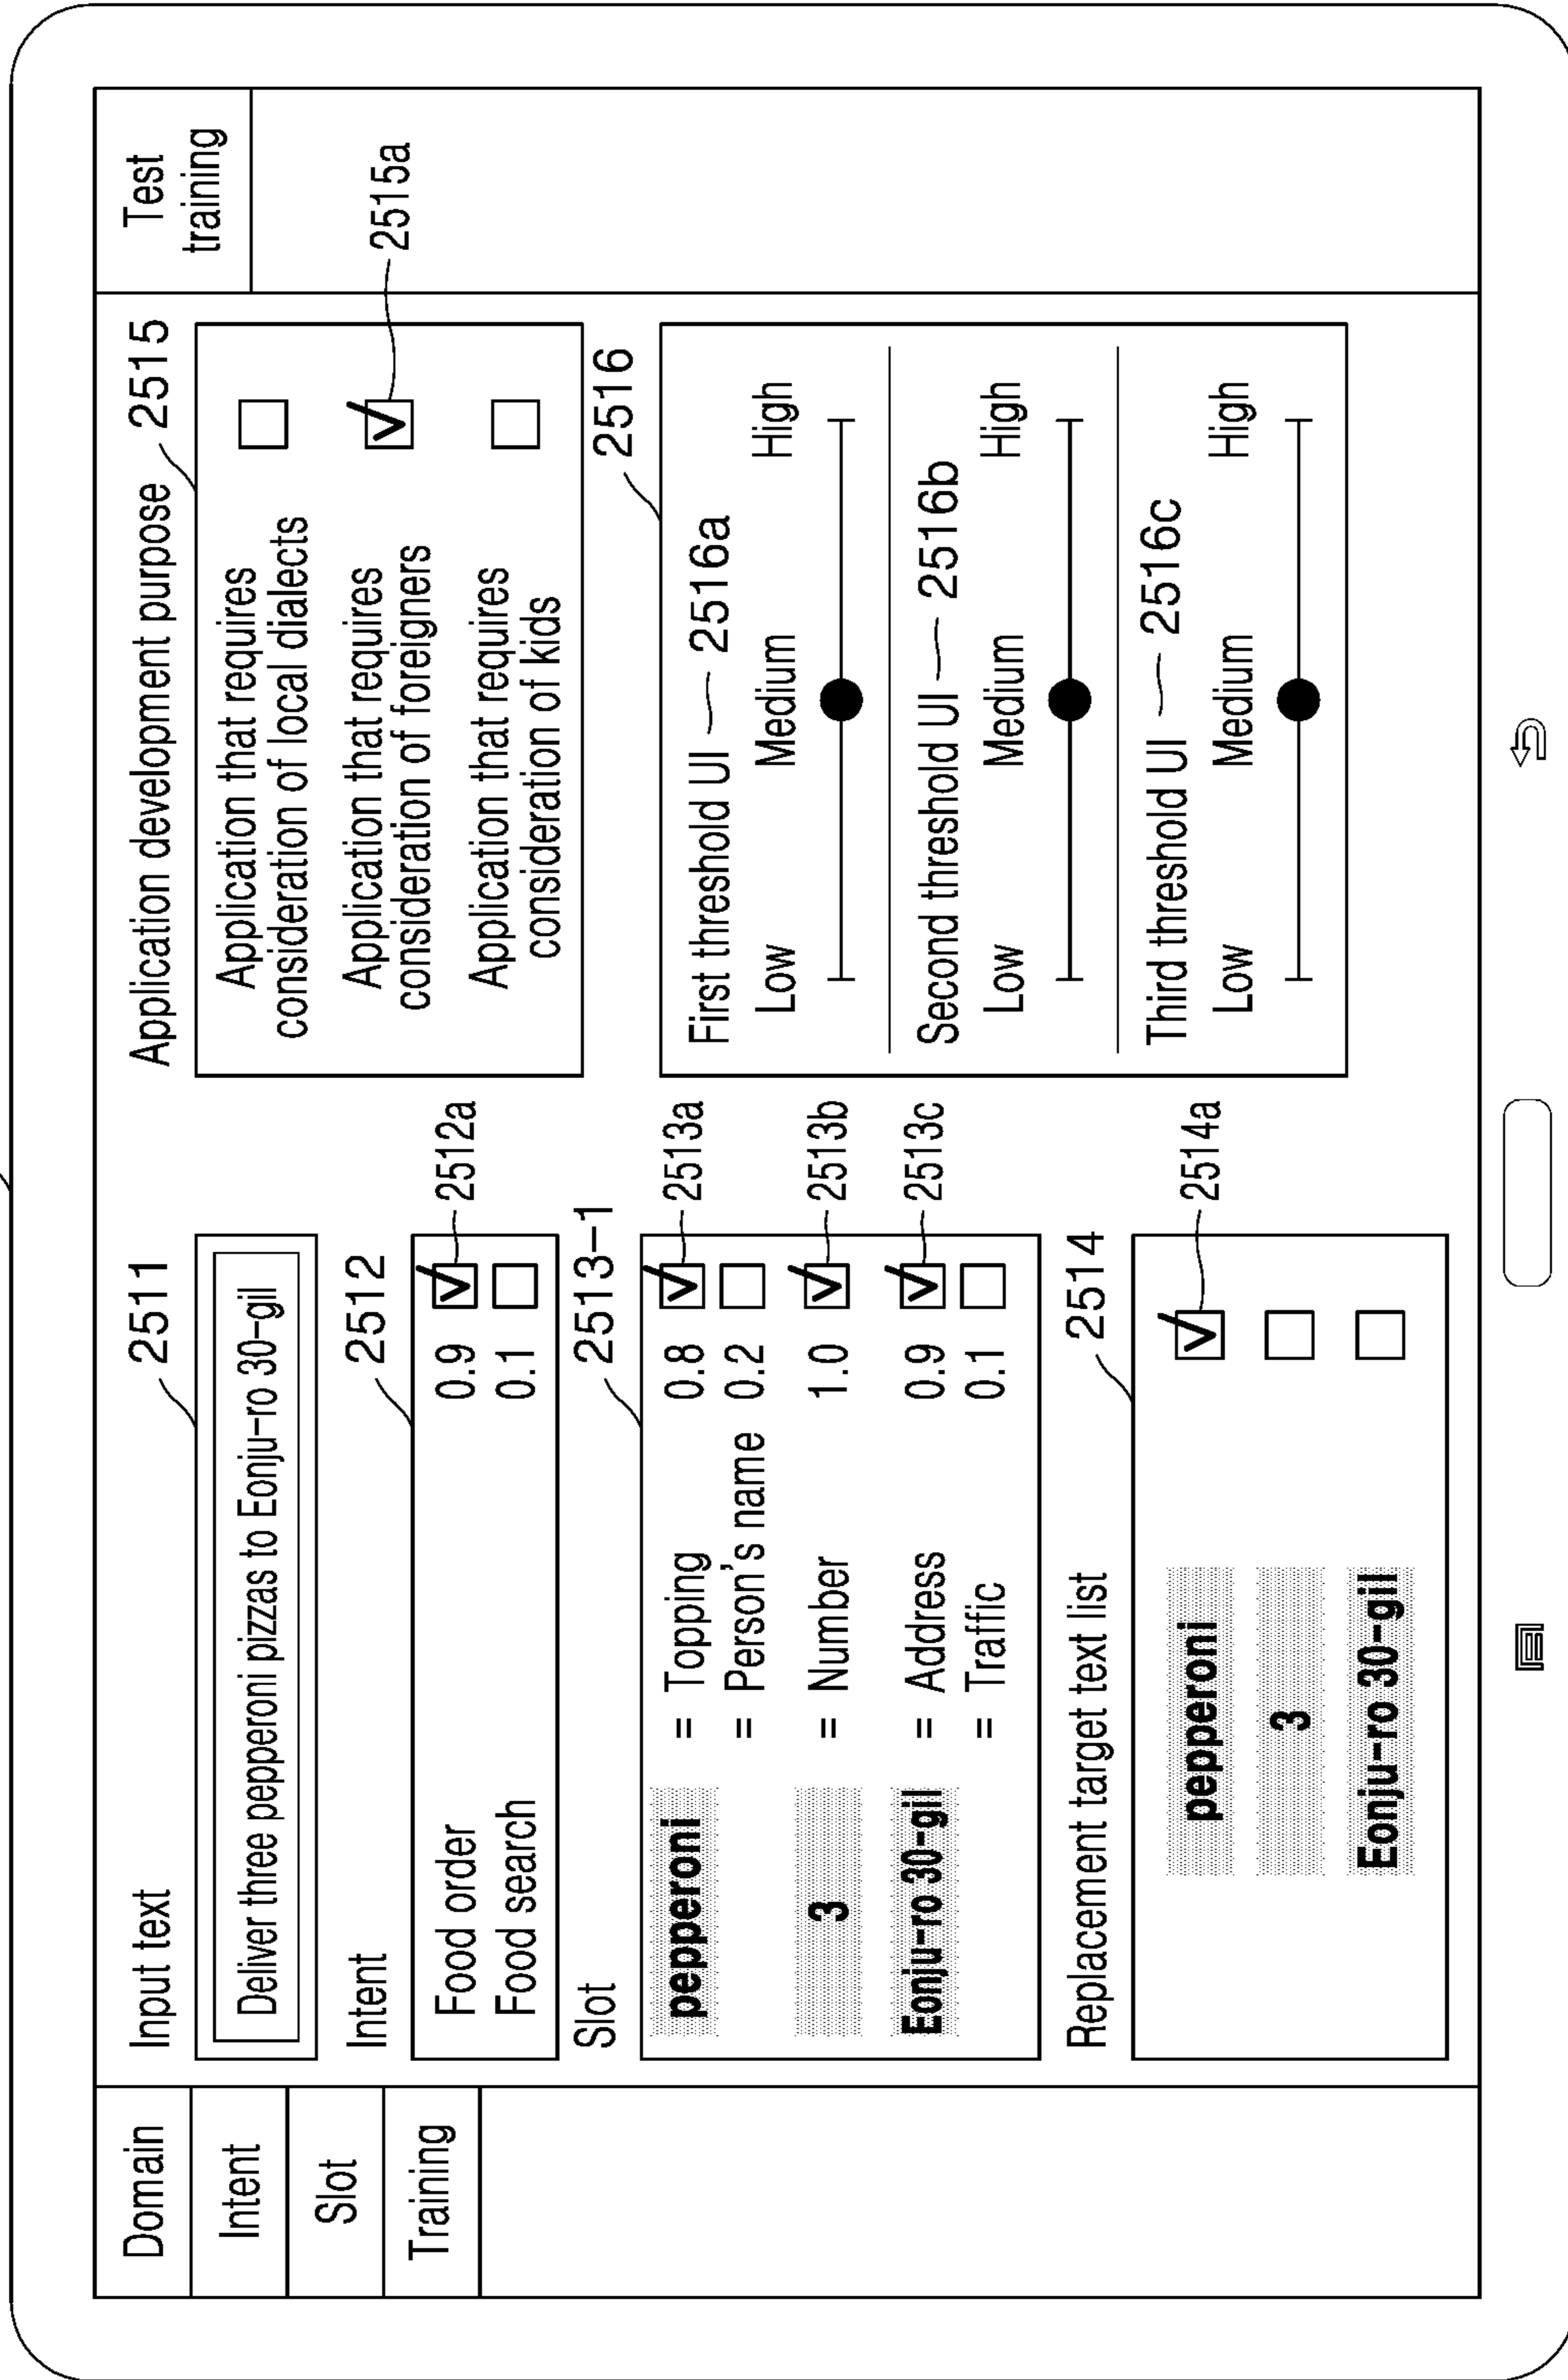 Domain
Intent
Slot
Training
Input text 2511
Deliver three pepperoni pizzas to Eonju-ro 30-gil
Intent 2512
Food order 0.9 2512a
Food search 0.1
Slot 2513-1
pepperoni = Topping 0.8 2513a
= Person's name 0.2
3 = Number 1.0 2513b
Eonju-ro 30-gil = Address 0.9 2513c
= Traffic 0.1
Replacement target text list 2514
pepperoni 2514a
3
Eonju-ro 30-gil
Application development purpose 2515
Application that requires
consideration of local dialects
Application that requires 2515a
consideration of foreigners
Application that requires
consideration of kids
2516
First threshold UI 2516a
Low Medium High
Second threshold UI 2516b
Low Medium High
Third threshold UI 2516c
Low Medium High
Test
training